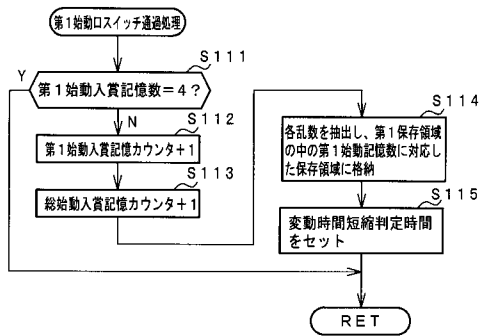 第1始動口スイッチ通過処理
S111
Y
第1始動入賞記憶数=4?
N
S112
第1始動入賞記憶カウンタ+1
S113
総始動入賞記憶カウンタ+1
S114
各乱数を抽出し、第1保存領域
の中の第1始動記憶数に対応し
た保存領域に格納
S115
変動時間短縮判定時間
をセット
RET